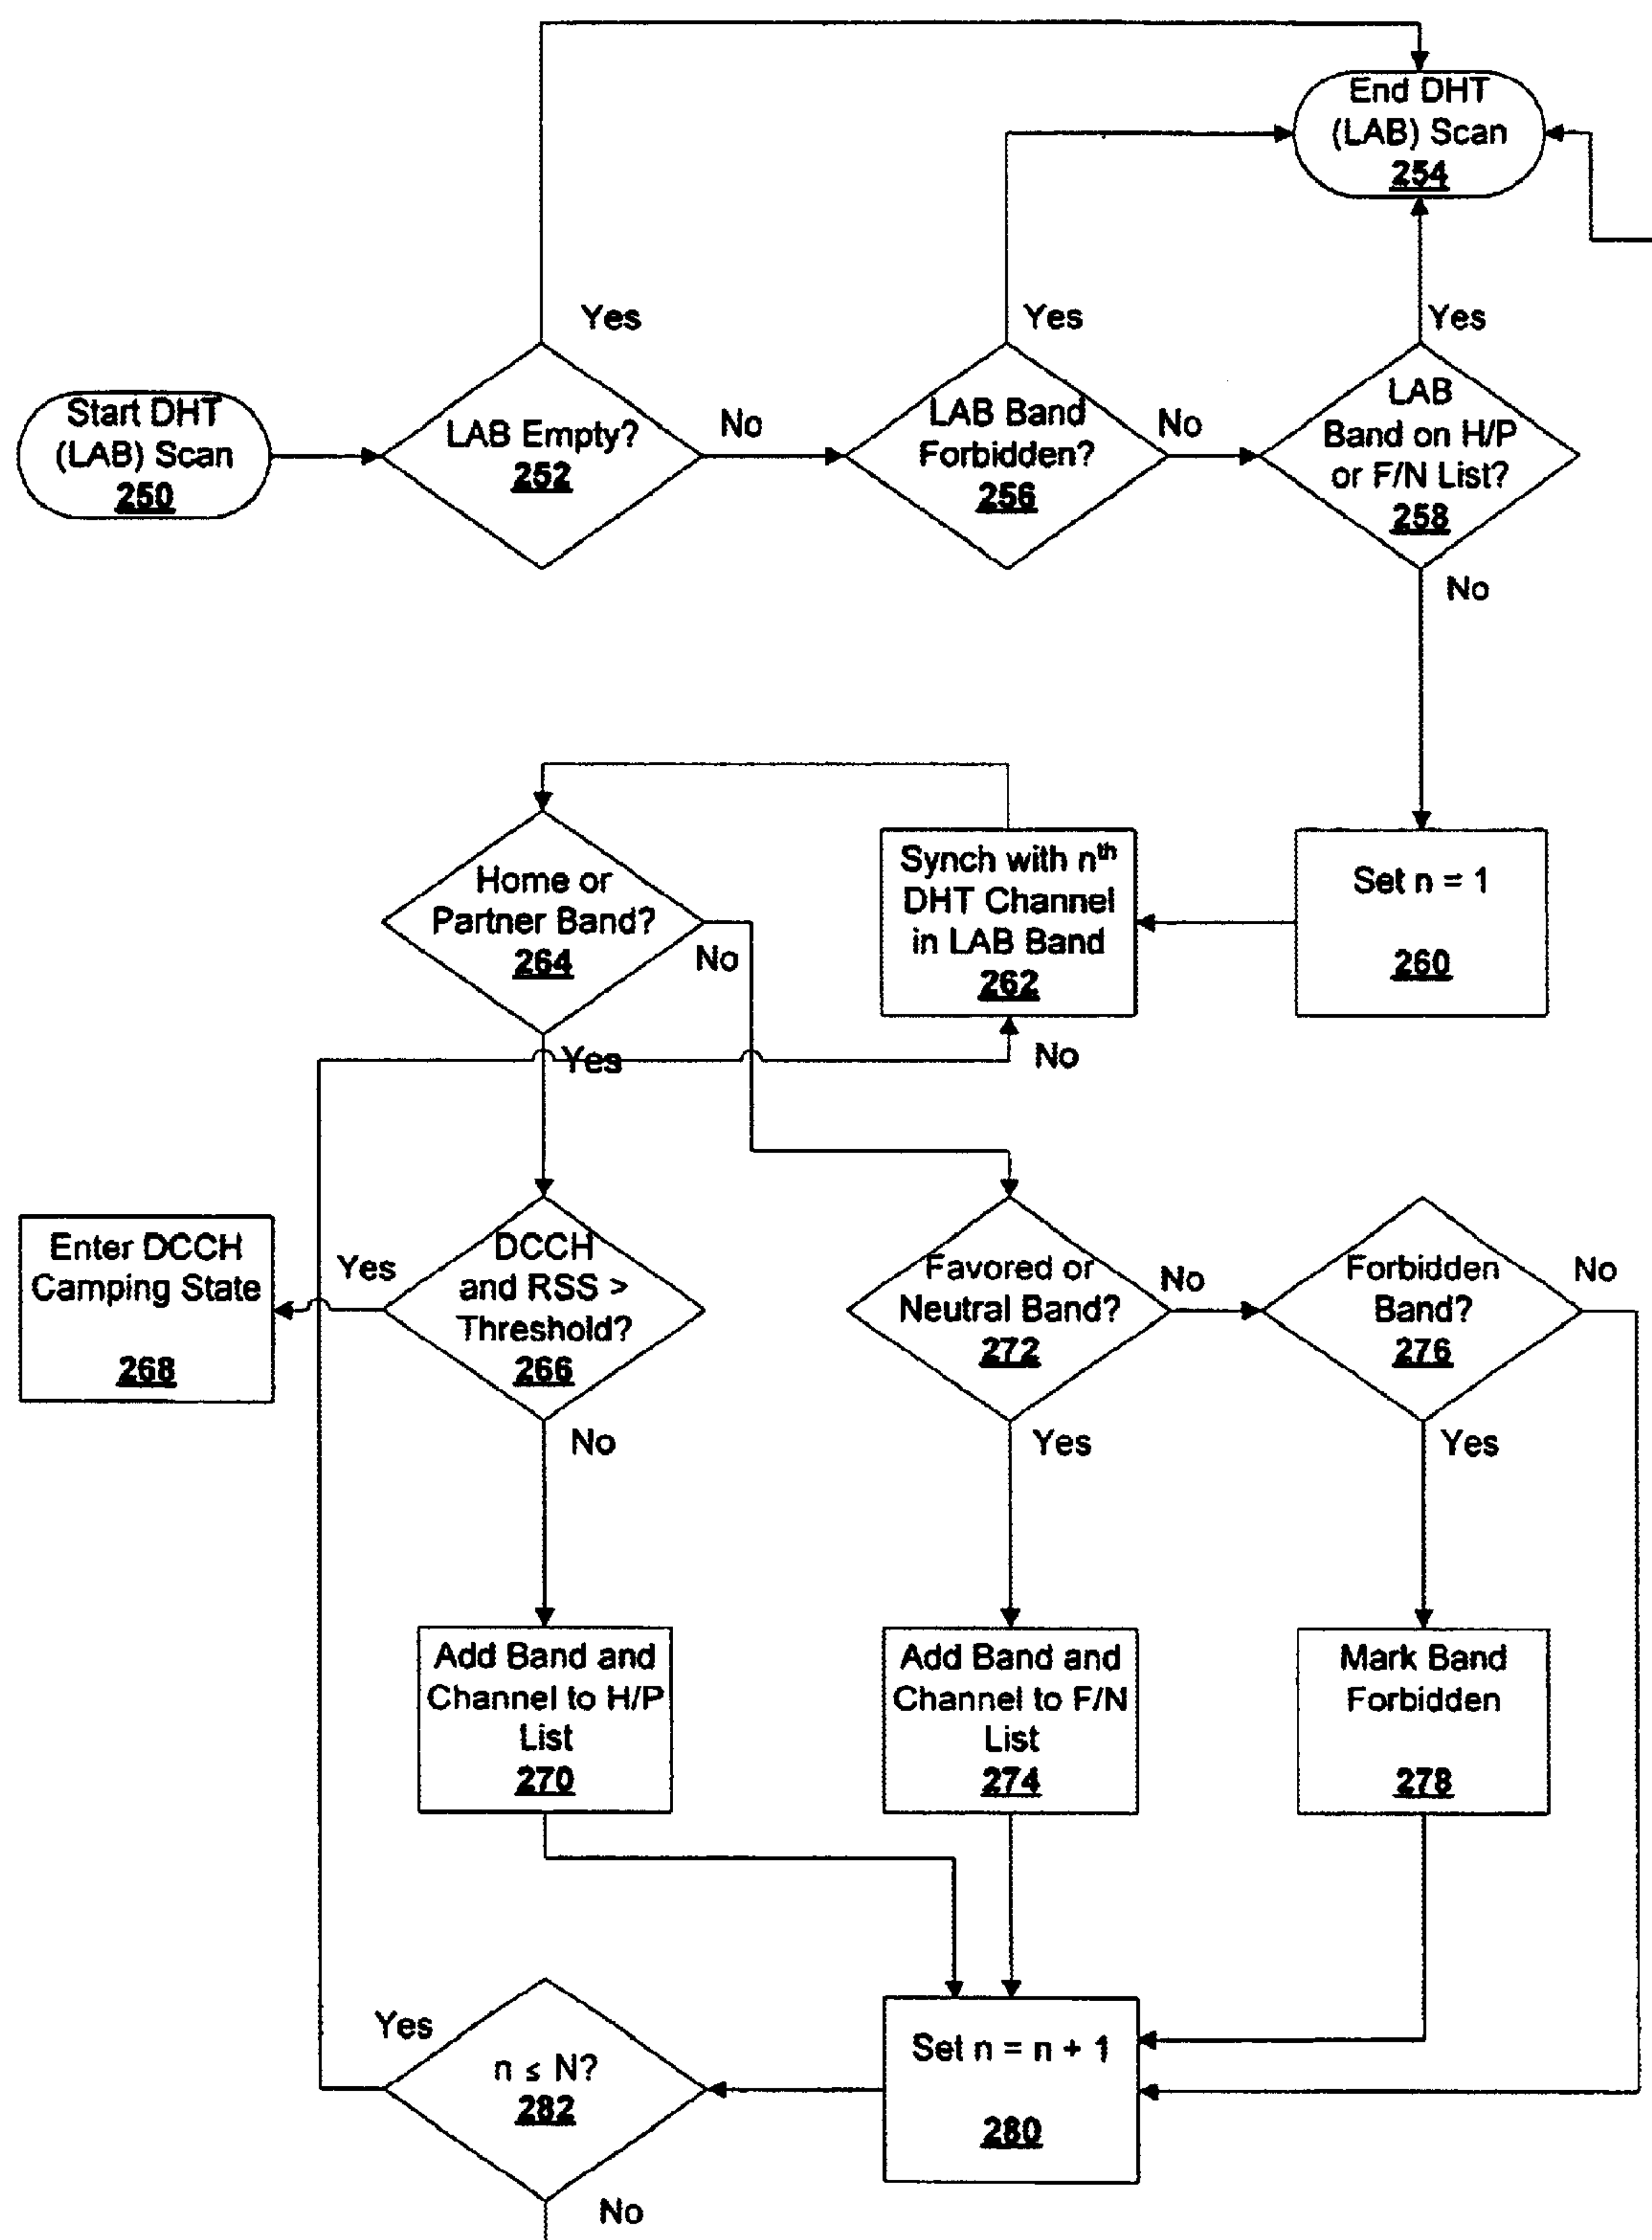 End DHT
(LAB) Scan
254
Yes
Yes
Yes
Start DHT
(LAB) Scan
250
LAB Empty?
252
No
LAB Band
Forbidden?
256
No
LAB
Band on H/P
or F/N List?
258
No
Home or
Partner Band?
264
No
Synch with nth
DHT Channel
in LAB Band
262
Set n = 1
260
Yes
No
Enter DCCH
Camping State
268
Yes
DCCH
and RSS >
Threshold?
266
Favored or
Neutral Band?
272
No
Forbidden
Band?
276
No
No
Yes
Yes
Add Band and
Channel to H/P
List
270
Add Band and
Channel to F/N
List
274
Mark Band
Forbidden
278
Yes
n ≤ N?
282
Set n = n + 1
280
No